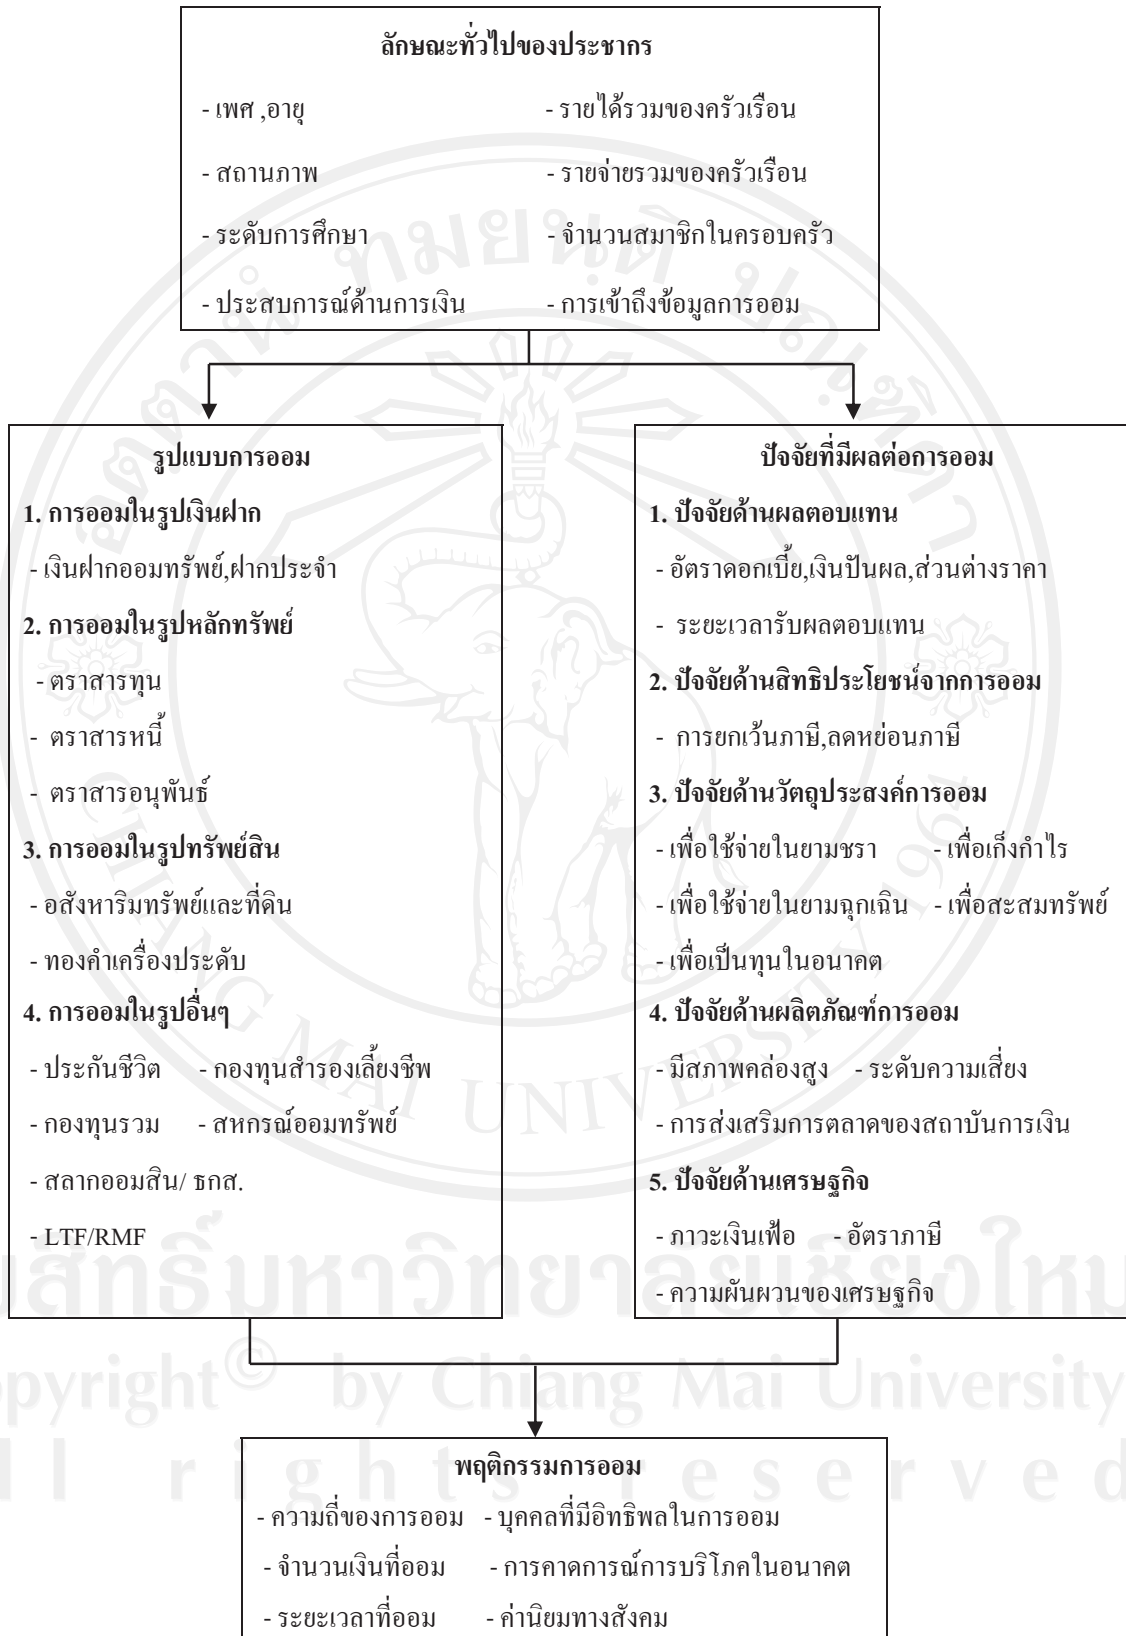 ลักษณะทั่วไปของประชากร
- เพศ ,อายุ - รายได้รวมของครัวเรือน
- สถานภาพ - รายจ่ายรวมของครัวเรือน
- ระดับการศึกษา - จำนวนสมาชิกในครอบครัว
- ประสบการณ์ด้านการเงิน - การเข้าถึงข้อมูลการออม
รูปแบบการออม
1. การออมในรูปเงินฝาก
- เงินฝากออมทรัพย์,ฝากประจำ
2. การออมในรูปหลักทรัพย์
- ตราสารทุน
- ตราสารหนี้
- ตราสารอนุพันธ์
3. การออมในรูปทรัพย์สิน
- อสังหาริมทรัพย์และที่ดิน
- ทองคำเครื่องประดับ
4. การออมในรูปอื่นๆ
- ประกันชีวิต - กองทุนสำรองเลี้ยงชีพ
- กองทุนรวม - สหกรณ์ออมทรัพย์
- สลากออมสิน/ ธกส.
- LTF/RMF
ปัจจัยที่มีผลต่อการออม
1. ปัจจัยด้านผลตอบแทน
- อัตราดอกเบี้ย,เงินปันผล,ส่วนต่างราคา
- ระยะเวลารับผลตอบแทน
2. ปัจจัยด้านสิทธิประโยชน์จากการออม
- การยกเว้นภาษี,ลดหย่อนภาษี
3. ปัจจัยด้านวัตถุประสงค์การออม
- เพื่อใช้จ่ายในยามชรา - เพื่อเก็งกำไร
- เพื่อใช้จ่ายในยามฉุกเฉิน - เพื่อสะสมทรัพย์
- เพื่อเป็นทุนในอนาคต
4. ปัจจัยด้านผลิตภัณฑ์การออม
- มีสภาพคล่องสูง - ระดับความเสี่ยง
- การส่งเสริมการตลาดของสถาบันการเงิน
5. ปัจจัยด้านเศรษฐกิจ
- ภาวะเงินเฟ้อ - อัตราภาษี
- ความผันผวนของเศรษฐกิจ
พฤติกรรมการออม
- ความถี่ของการออม - บุคคลที่มีอิทธิพลในการออม
- จำนวนเงินที่ออม - การคาดการณ์การบริโภคในอนาคต
- ระยะเวลาที่ออม - ค่านิยมทางสังคม
CHIANG MAI UNIVERSITY 1964
by Chiang Mai University
rights reserved